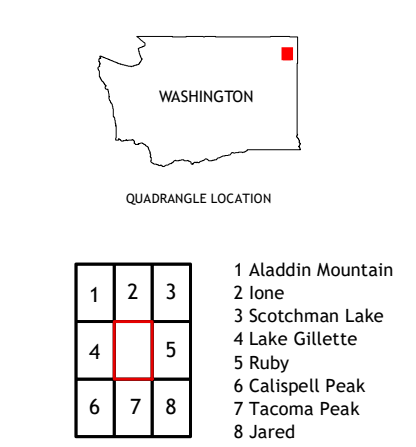 WASHINGTON
QUADRANGLE LOCATION
1 2 3
4 5
6 7 8
1 Aladdin Mountain
2 Ione
3 Scotchman Lake
4 Lake Gillette
5 Ruby
6 Calispell Peak
7 Tacoma Peak
8 Jared